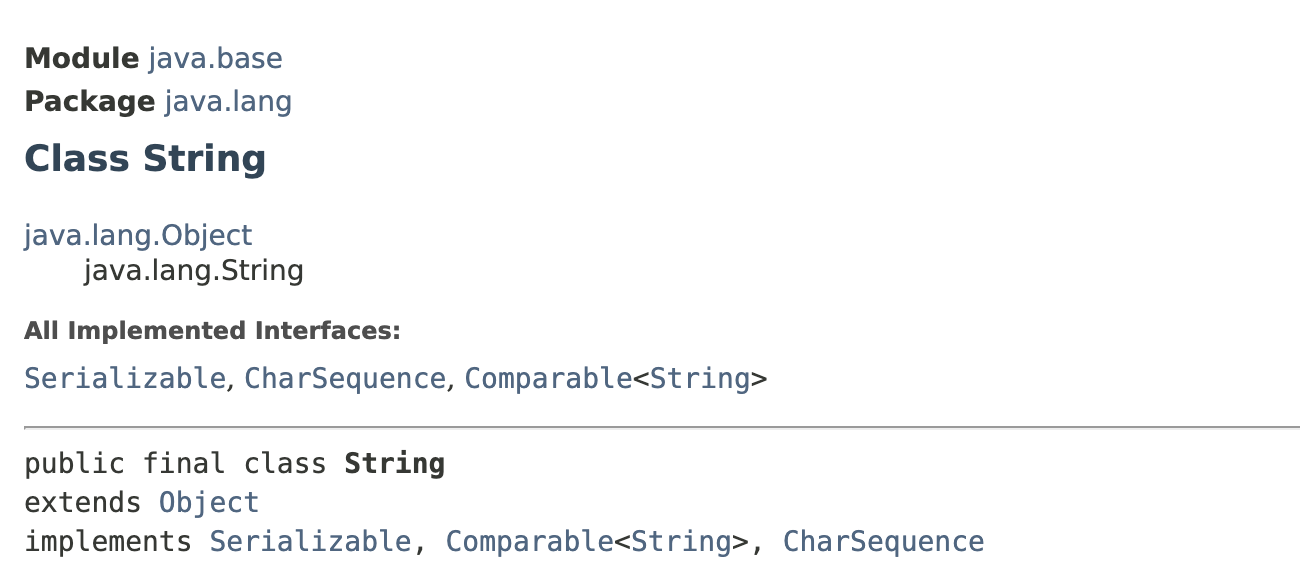 Module java.base
Package java.lang
Class String
java.lang.Object
java.lang.String
All Implemented Interfaces:
Serializable, CharSequence, Comparable<String>
public final class String
extends Object
implements Serializable, Comparable<String>, CharSequence